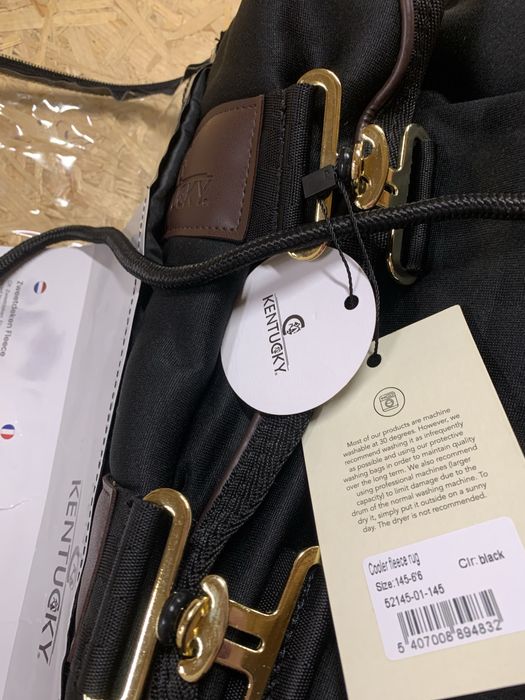 KKY.
Zweetdeken Fleece
KENTUCKY.
KENTUCKY.
Most of our products are machine
washable at 30 degrees. However, we
recommend washing it as infrequently
as possible and using our protective
washing bags in order to maintain quality
over the long term. We also recommend
using professional machines (larger
capacity) to limit damage due to the
drum of the normal washing machine. To
dry it, simply put it outside on a sunny
day. The dryer is not recommended.
Cooler fleece rug
Size:145-6'6
Clr:black
52145-01-145
5 407008 894832